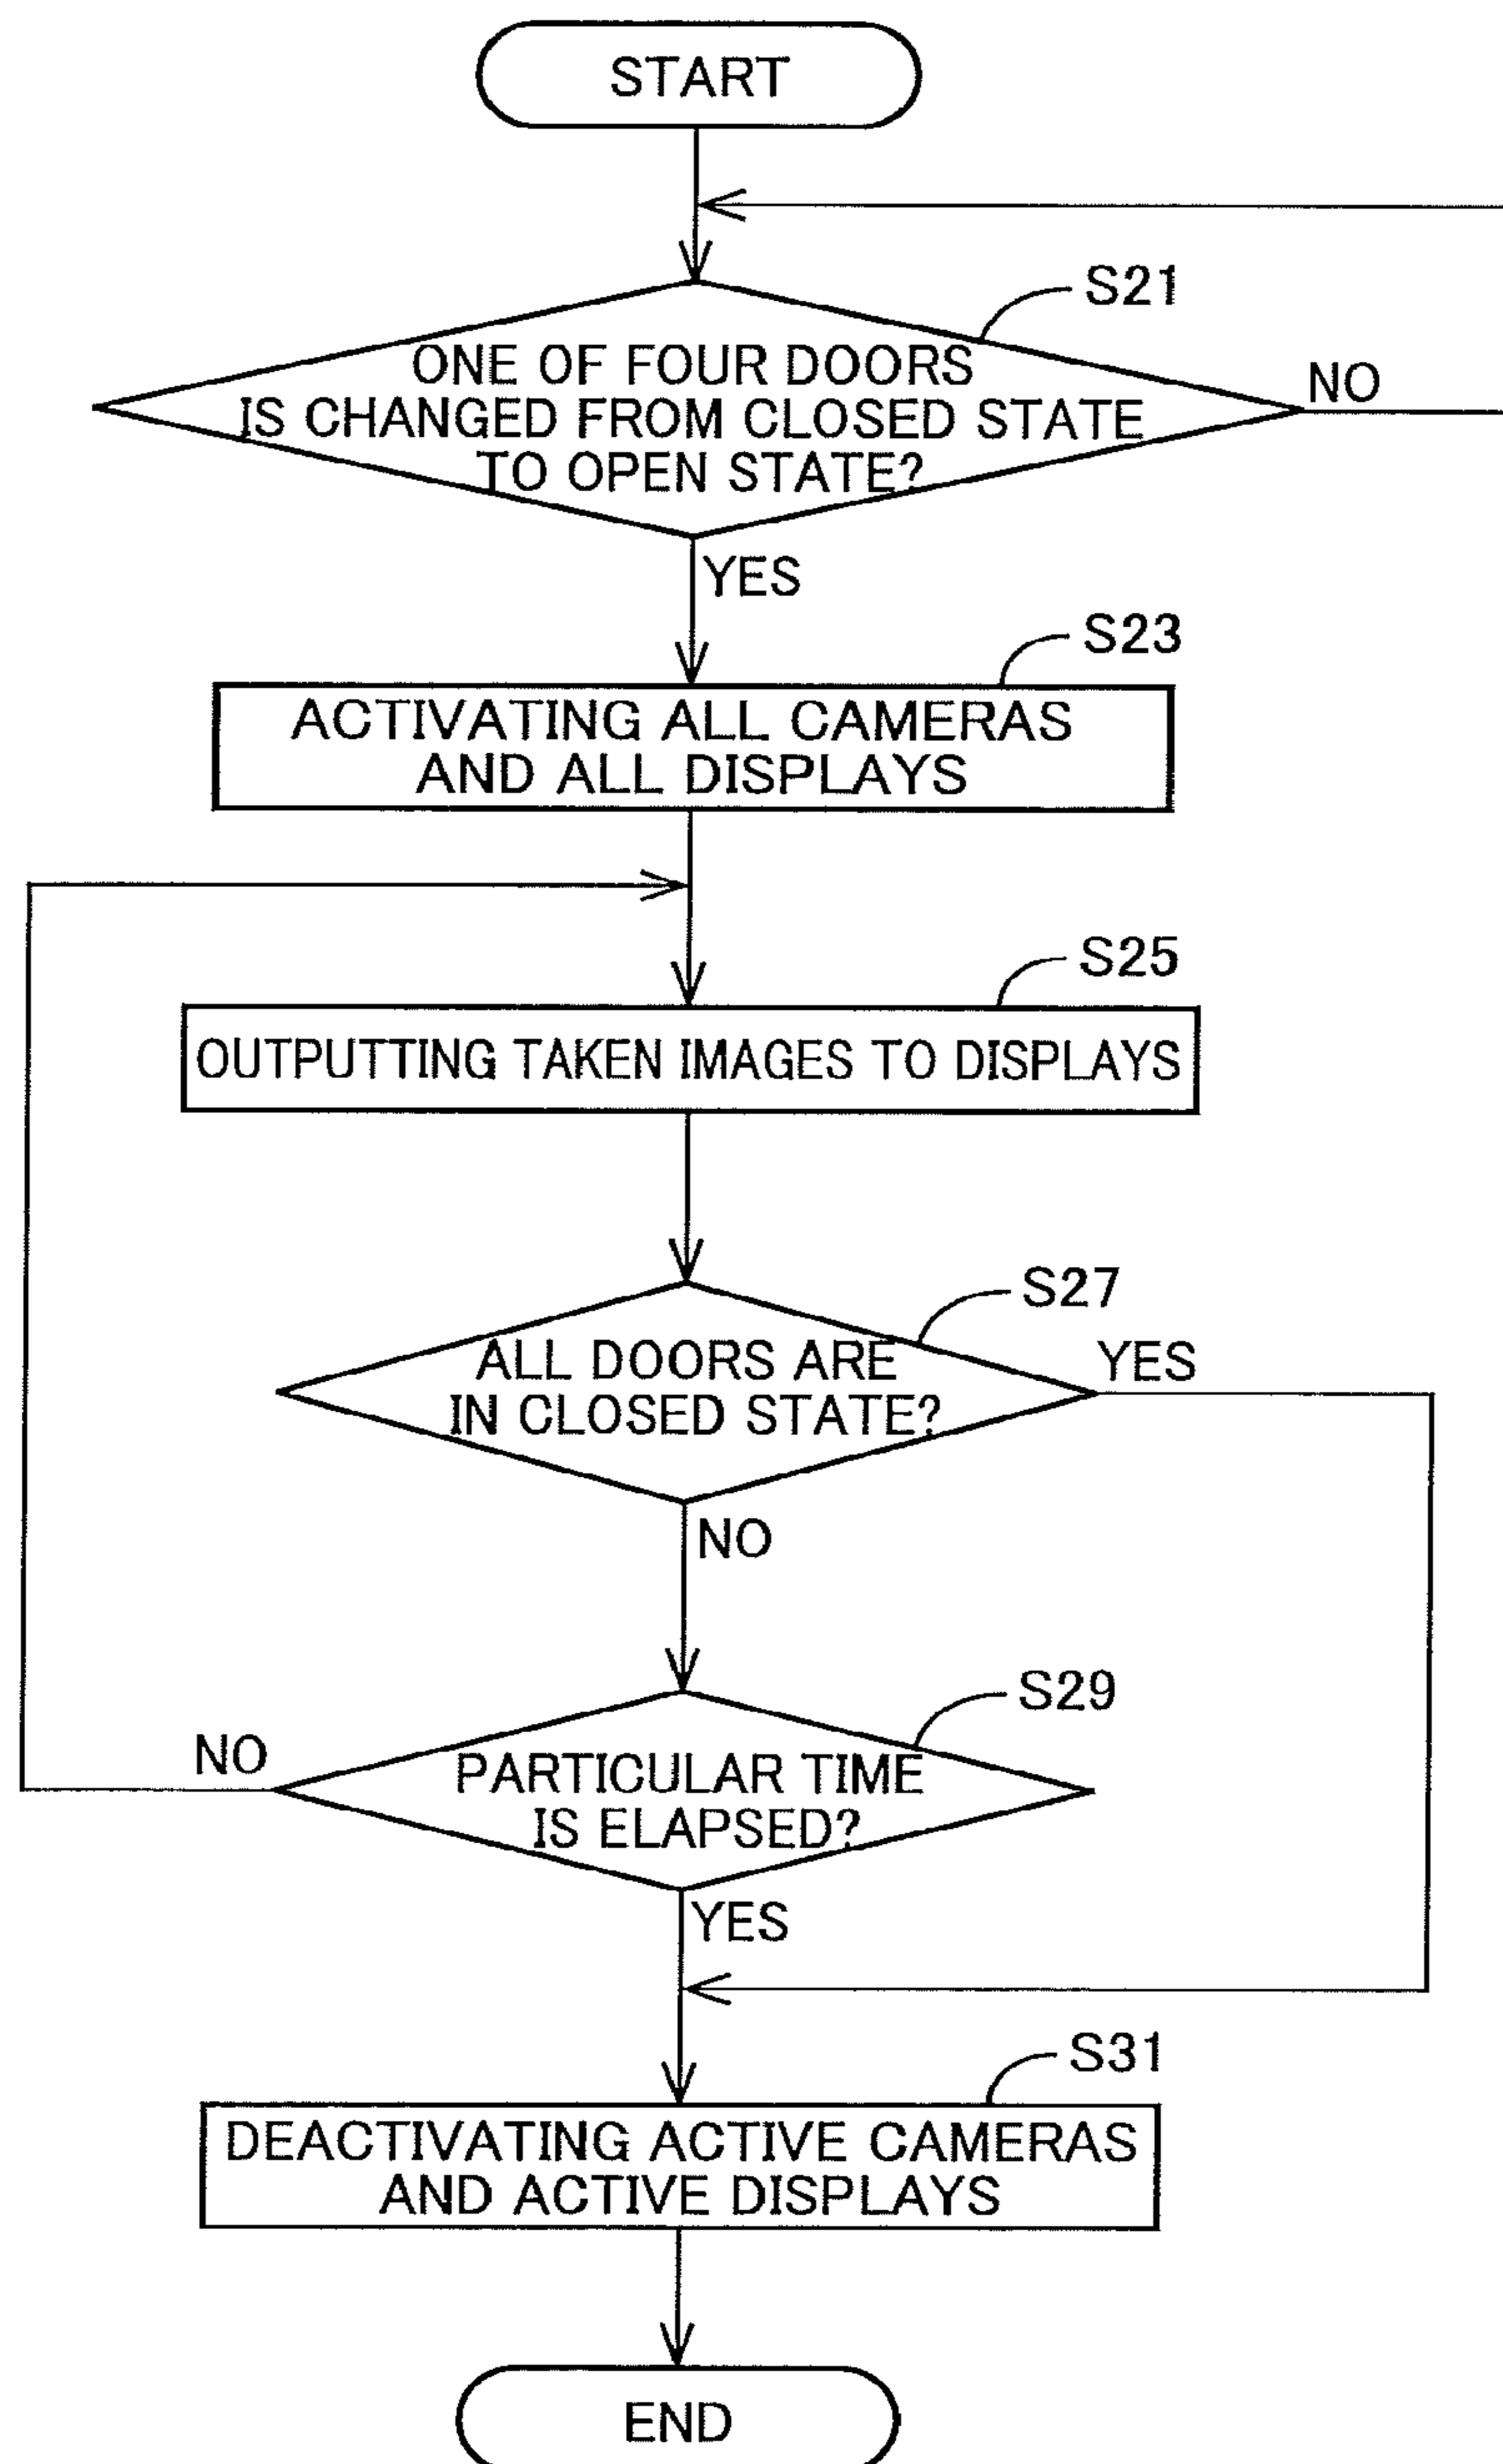 START
S21
ONE OF FOUR DOORS
IS CHANGED FROM CLOSED STATE
TO OPEN STATE?
NO
YES
S23
ACTIVATING ALL CAMERAS
AND ALL DISPLAYS
S25
OUTPUTTING TAKEN IMAGES TO DISPLAYS
S27
ALL DOORS ARE
IN CLOSED STATE?
YES
NO
S29
NO
PARTICULAR TIME
IS ELAPSED?
YES
S31
DEACTIVATING ACTIVE CAMERAS
AND ACTIVE DISPLAYS
END